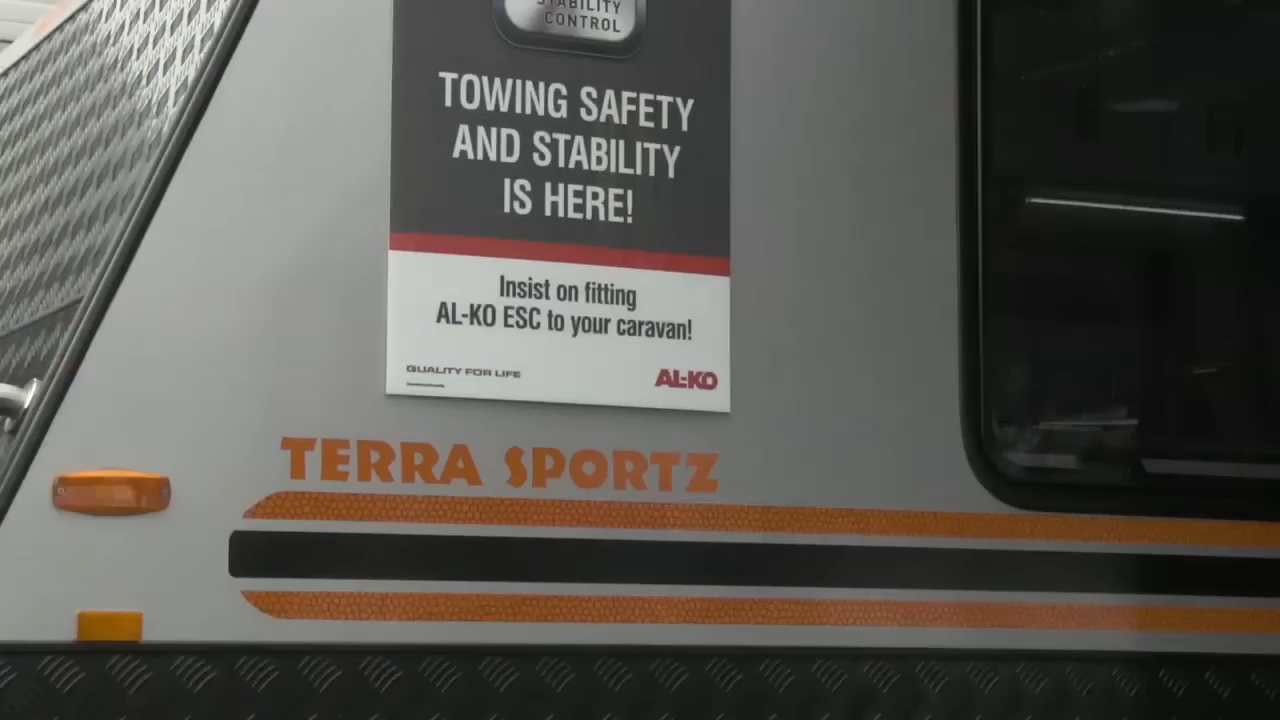 STABILITY
CONTROL
TOWING SAFETY
AND STABILITY
IS HERE!
Insist on fitting
AL-KO ESC to your caravan!
QUALITY FOR LIFE
AL-KO
TERRA SPORTZ